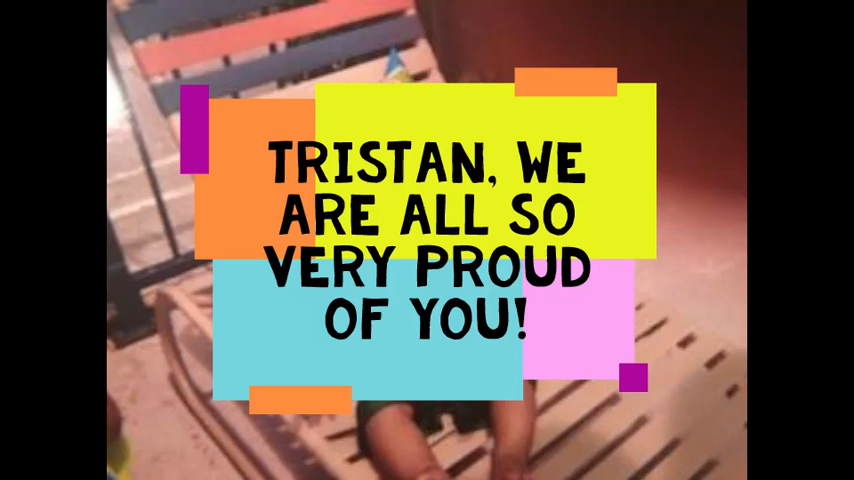 TRISTAN, WE
ARE ALL SO
VERY PROUD
OF YOU!